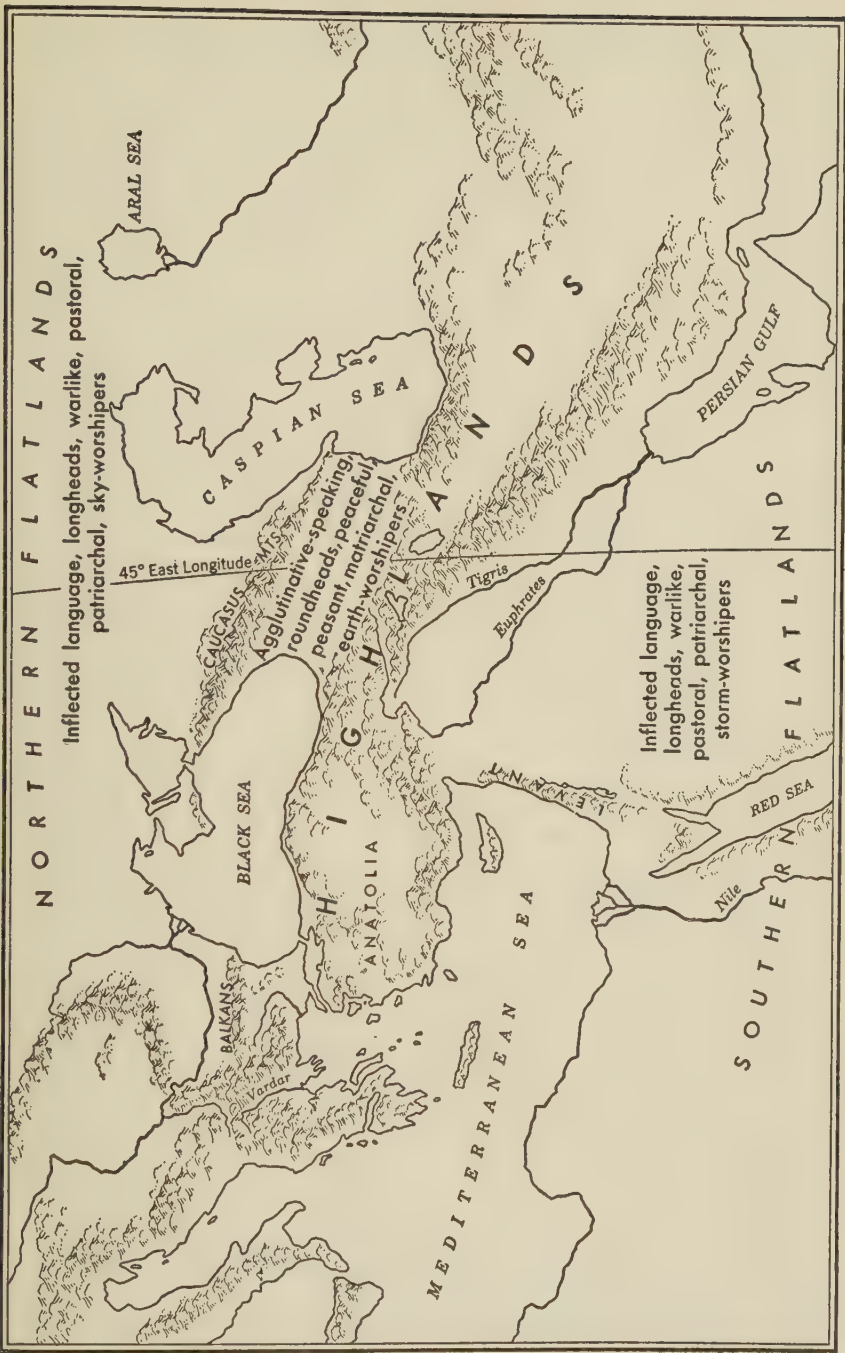 NORTHERN FLATLANDS
Inflected language, longheads, warlike, pastoral,
patriarchal, sky-worshipers
ARAL SEA
CASPIAN SEA
45° East Longitude
CAUCASUS MTS.
Agglutinative-speaking,
roundheads, peaceful,
peasant, matriarchal,
earth-worshipers
BLACK SEA
BALKANS
Vardar
HIGHLANDS
ANATOLIA
Tigris
Euphrates
PERSIAN GULF
LEVANT
MEDITERRANEAN SEA
Inflected language,
longheads, warlike,
pastoral, patriarchal,
storm-worshipers
RED SEA
Nile
SOUTHERN FLATLANDS